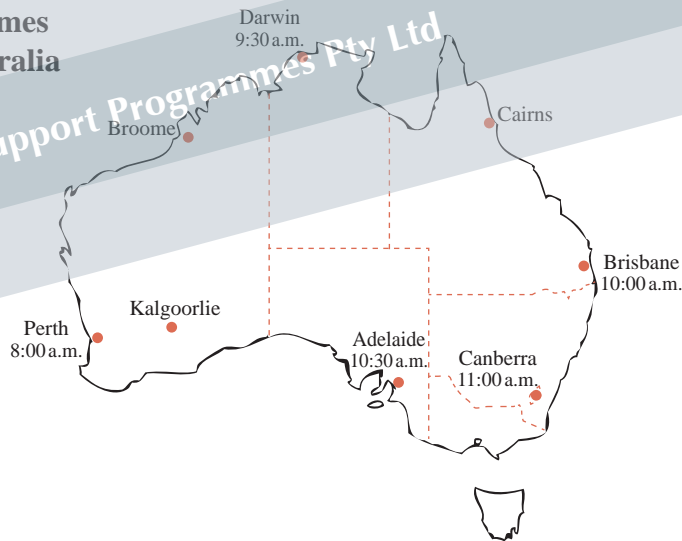 mes
ralia
Darwin
9:30 a.m.
upport Programmes Pty Ltd
Broome
Cairns
Brisbane
10:00 a.m.
Kalgoorlie
Perth
8:00 a.m.
Adelaide
10:30 a.m.
Canberra
11:00 a.m.